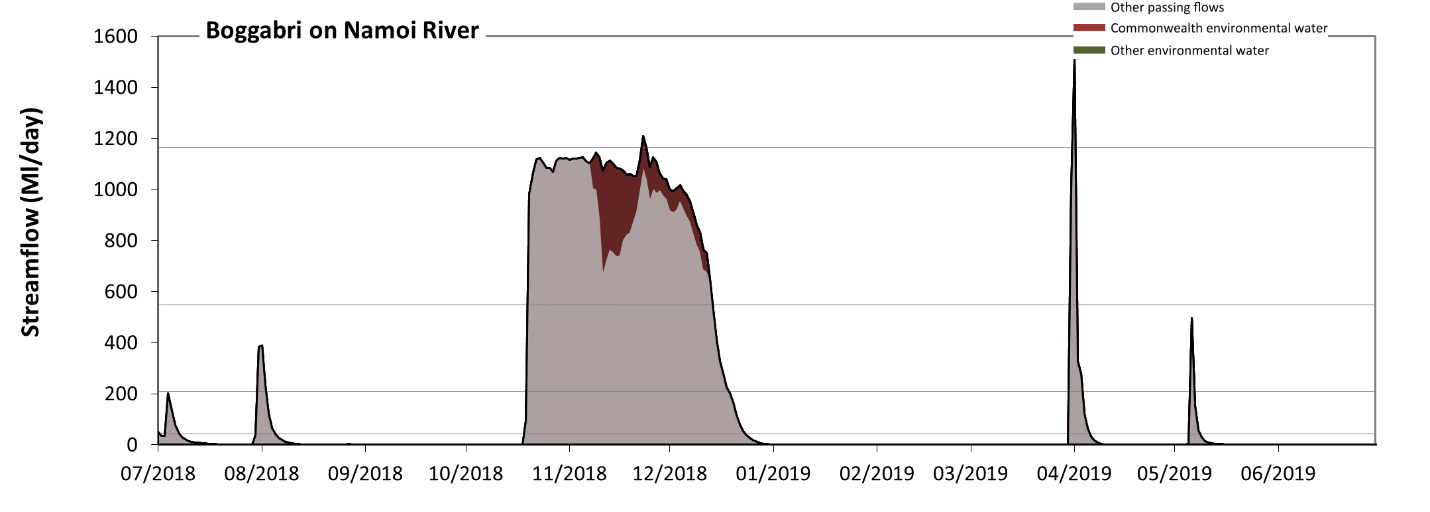 Other passing flows
Commonwealth environmental water
Other environmental water
Boggabri on Namoi River
Streamflow (Ml/day)
1600
1400
1200
1000
800
600
400
200
0
07/2018 08/2018 09/2018 10/2018 11/2018 12/2018 01/2019 02/2019 03/2019 04/2019 05/2019 06/2019